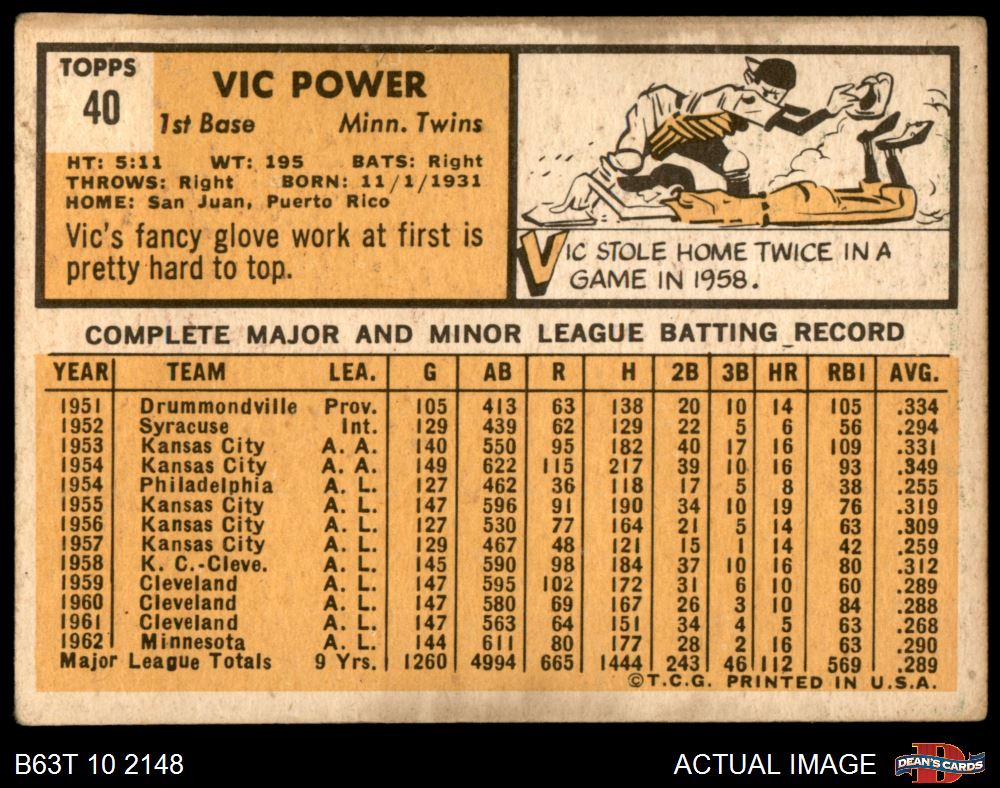 TOPPS
40
VIC POWER
1st Base Minn. Twins
HT: 5:11 WT: 195 BATS: Right
THROWS: Right BORN: 11/1/1931
HOME: San Juan, Puerto Rico
Vic's fancy glove work at first is
pretty hard to top.
VIC STOLE HOME TWICE IN A
GAME IN 1958.
COMPLETE MAJOR AND MINOR LEAGUE BATTING RECORD
YEAR TEAM LEA. G AB R H 2B 3B HR RBI AVG.
1951 Drummondville Prov. 105 413 63 138 20 10 14 105 .334
1952 Syracuse Int. 129 439 62 129 22 5 6 56 .294
1953 Kansas City A. A. 140 550 95 182 40 17 16 109 .331
1954 Kansas City A. A. 149 622 115 217 39 10 16 93 .349
1954 Philadelphia A. L. 127 462 36 118 17 5 8 38 .255
1955 Kansas City A. L. 147 596 91 190 34 10 19 76 .319
1956 Kansas City A. L. 127 530 77 164 21 5 14 63 .309
1957 Kansas City A. L. 129 467 48 121 15 1 14 42 .259
1958 K. C.-Cleve. A. L. 145 590 98 184 37 10 16 80 .312
1959 Cleveland A. L. 147 595 102 172 31 6 10 60 .289
1960 Cleveland A. L. 147 580 69 167 26 3 10 84 .288
1961 Cleveland A. L. 147 563 64 151 34 4 5 63 .268
1962 Minnesota A. L. 144 611 80 177 28 2 16 63 .290
Major League Totals 9 Yrs. 1260 4994 665 1444 243 46 112 569 .289
©T.C.G. PRINTED IN U.S.A.
B63T 10 2148 ACTUAL IMAGE DEAN'S CARDS